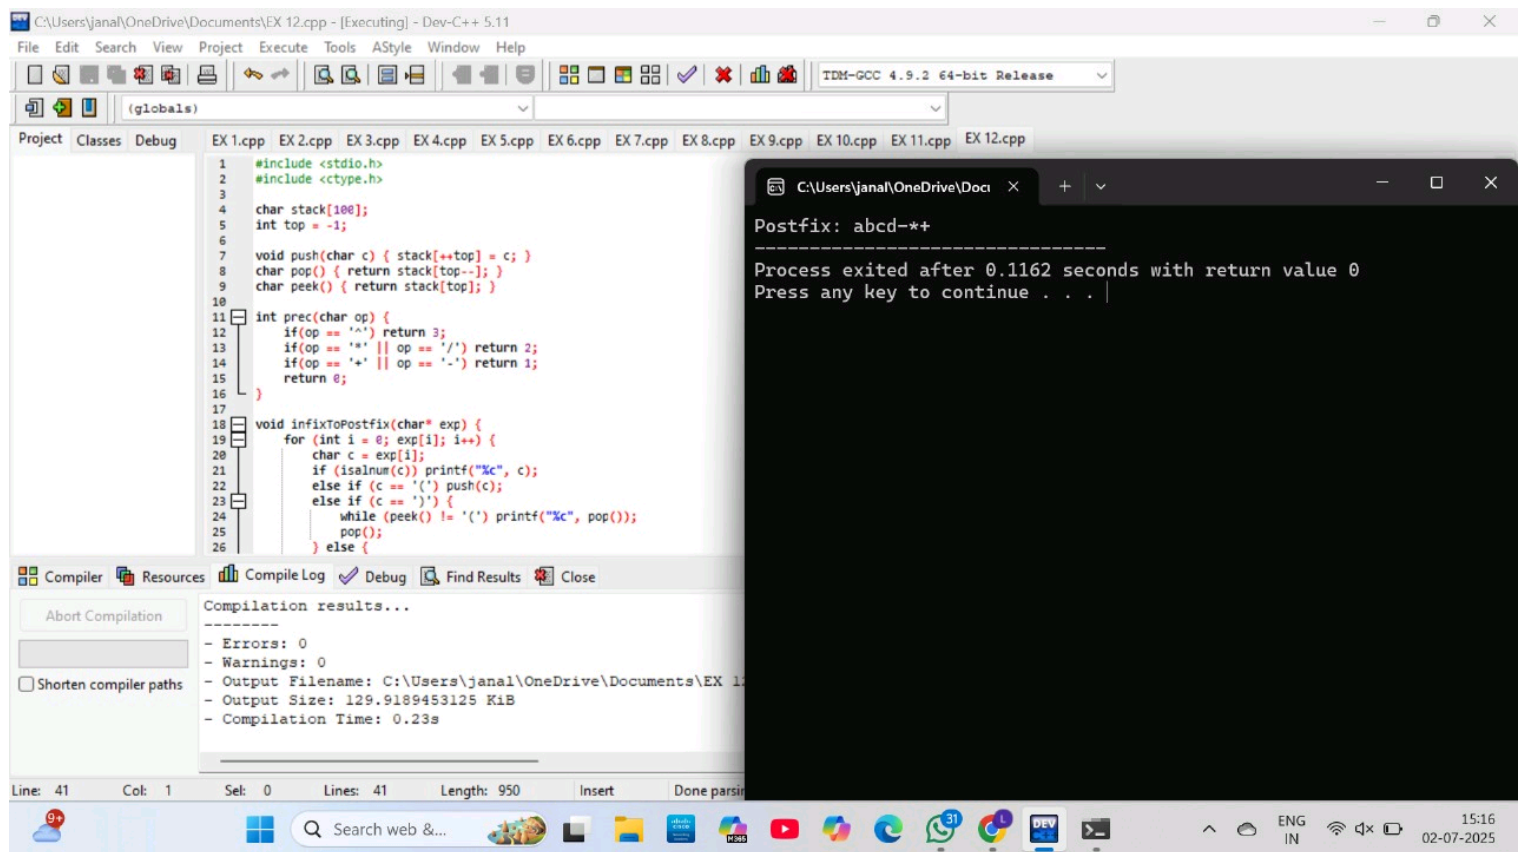 C:\Users\janal\OneDrive\Documents\EX 12.cpp - [Executing] - Dev-C++ 5.11
File Edit Search View Project Execute Tools AStyle Window Help
TDM-GCC 4.9.2 64-bit Release
(globals)
Project Classes Debug
EX 1.cpp EX 2.cpp EX 3.cpp EX 4.cpp EX 5.cpp EX 6.cpp EX 7.cpp EX 8.cpp EX 9.cpp EX 10.cpp EX 11.cpp EX 12.cpp
1 #include <stdio.h>
2 #include <ctype.h>
3
4 char stack[100];
5 int top = -1;
6
7 void push(char c) { stack[++top] = c; }
8 char pop() { return stack[top--]; }
9 char peek() { return stack[top]; }
10
11 int prec(char op) {
12 if(op == '^') return 3;
13 if(op == '*' || op == '/') return 2;
14 if(op == '+' || op == '-') return 1;
15 return 0;
16 }
17
18 void infixToPostfix(char* exp) {
19 for (int i = 0; exp[i]; i++) {
20 char c = exp[i];
21 if (isalnum(c)) printf("%c", c);
22 else if (c == '(') push(c);
23 else if (c == ')') {
24 while (peek() != '(') printf("%c", pop());
25 pop();
26 } else {
C:\Users\janal\OneDrive\Docu
Postfix: abcd-*+
--------------------------------
Process exited after 0.1162 seconds with return value 0
Press any key to continue . . .
Compiler Resources Compile Log Debug Find Results Close
Abort Compilation
Shorten compiler paths
Compilation results...
--------
- Errors: 0
- Warnings: 0
- Output Filename: C:\Users\janal\OneDrive\Documents\EX 1
- Output Size: 129.9189453125 KiB
- Compilation Time: 0.23s
Line: 41 Col: 1 Sel: 0 Lines: 41 Length: 950 Insert Done parsin
9+
Search web &...
M365
31
L
DEV
ENG
IN
15:16
02-07-2025